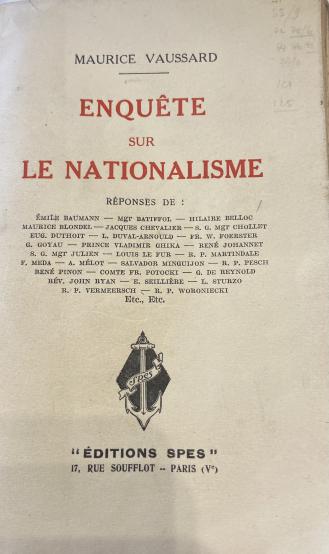 MAURICE VAUSSARD
ENQUÊTE
SUR
LE NATIONALISME
RÉPONSES DE :
ÉMILE BAUMANN — Mgr BATIFFOL — HILAIRE BELLOC
MAURICE BLONDEL — JACQUES CHEVALIER — S. G. Mgr CHOLLET
EUG. DUTHOIT — L. DUVAL-ARNOULD — FR. W. FOERSTER
G. GOYAU — PRINCE VLADIMIR GHIKA — RENÉ JOHANNET
S. G. Mgr JULIEN — LOUIS LE FUR — R. P. MARTINDALE
F. MEDA — A. MÉLOT — SALVADOR MINGUIJON — R. P. PESCH
RENÉ PINON — COMTE FR. POTOCKI — G. DE REYNOLD
RÉV. JOHN RYAN — E. SEILLIÈRE — L. STURZO
R. P. VERMEERSCH — R. P. WORONIECKI
Etc., Etc.
SPES
"ÉDITIONS SPES"
17, RUE SOUFFLOT -- PARIS (Ve)